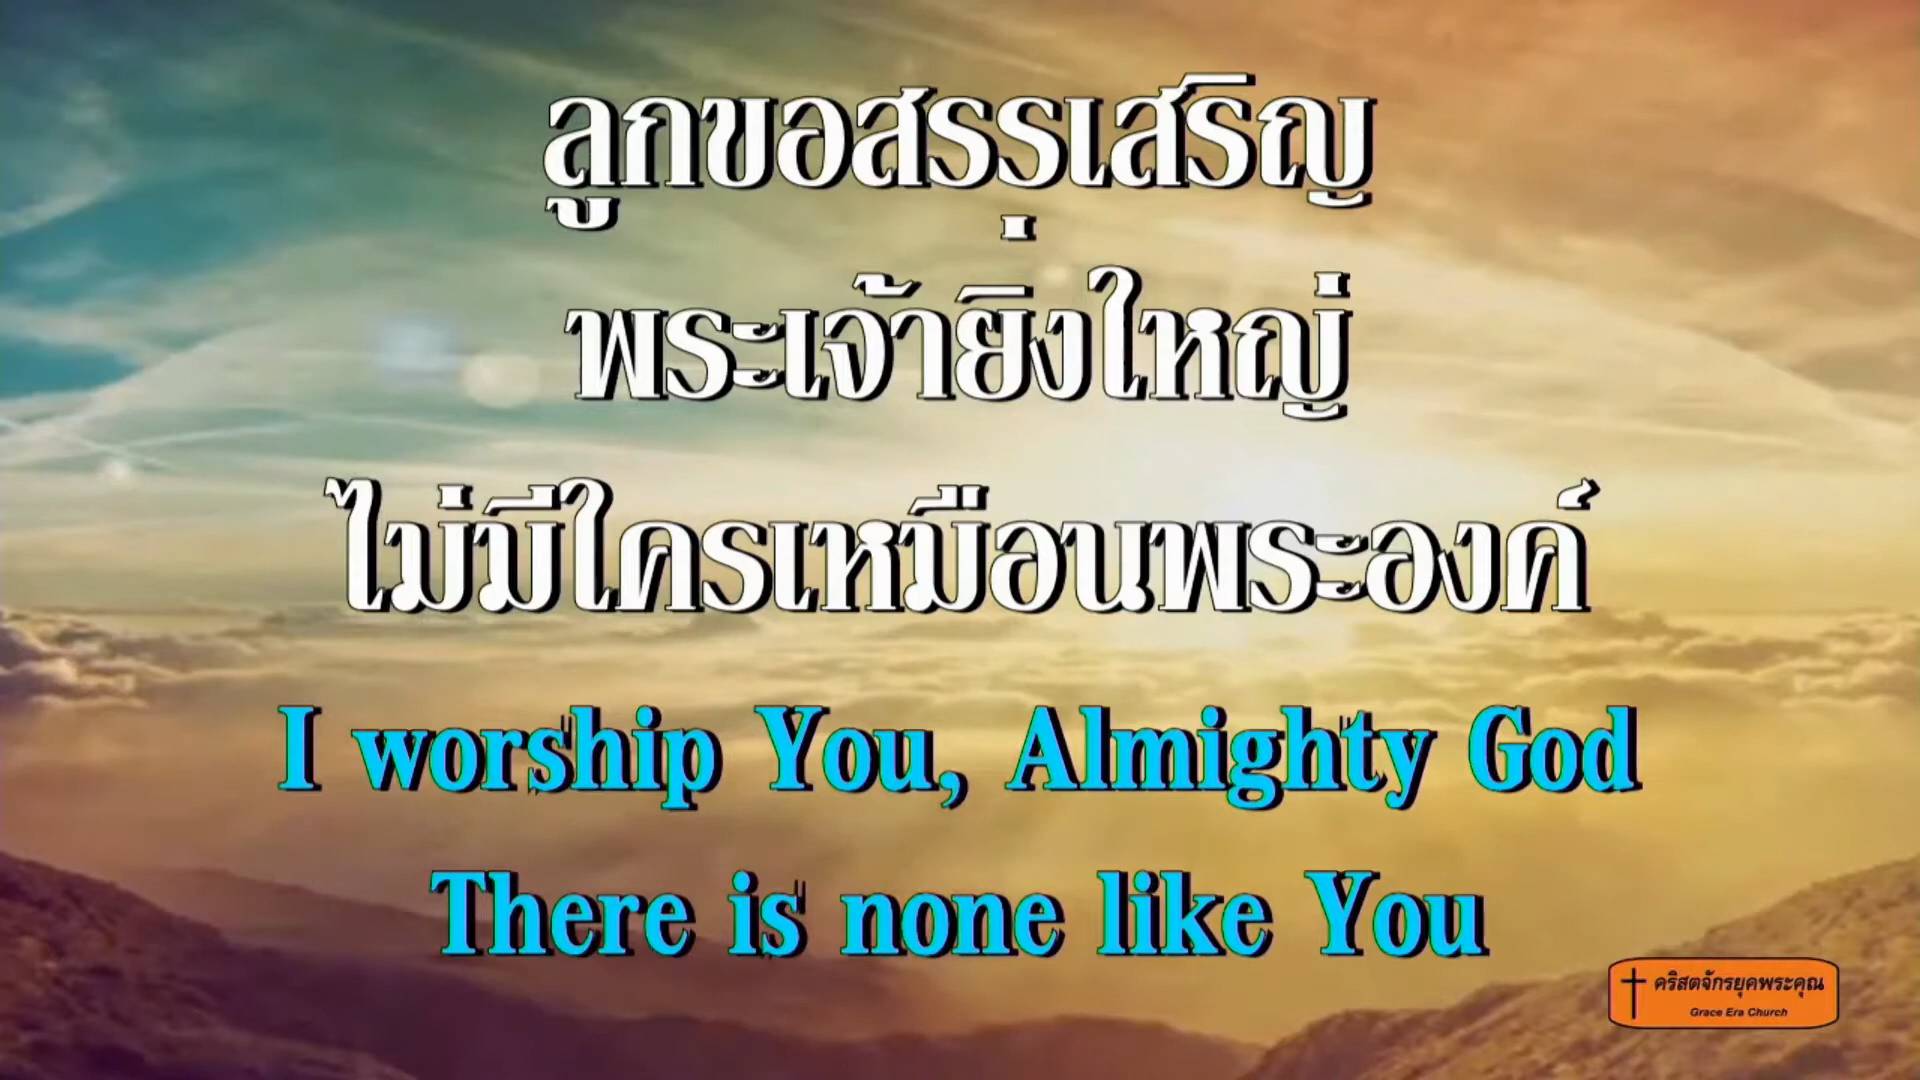 ลูกขอสรรเสริญ
พระเจ้ายิ่งใหญ่
ไม่มีใครเหมือนพระองค์
I worship You, Almighty God
There is none like You
คริสตจักรยุคพระคุณ
Grace Era Church